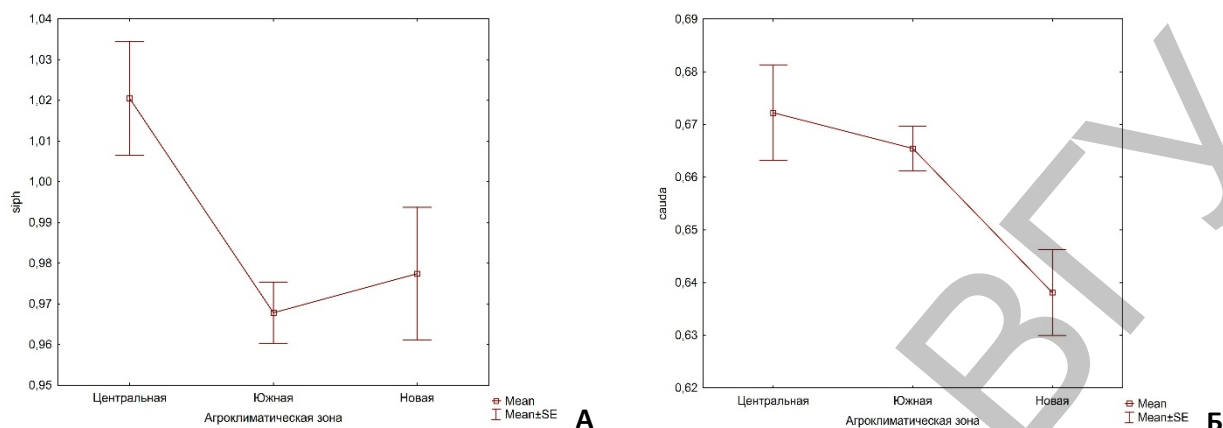 1,04
1,03
1,02
1,01
1,00
0,99
0,98
0,97
0,96
0,95
siph
Центральная Южная Новая
Агроклиматическая зона
Mean
Mean±SE
А
0,69
0,68
0,67
0,66
0,65
0,64
0,63
0,62
cauda
Центральная Южная Новая
Агроклиматическая зона
Mean
Mean±SE
Б
ВГУ